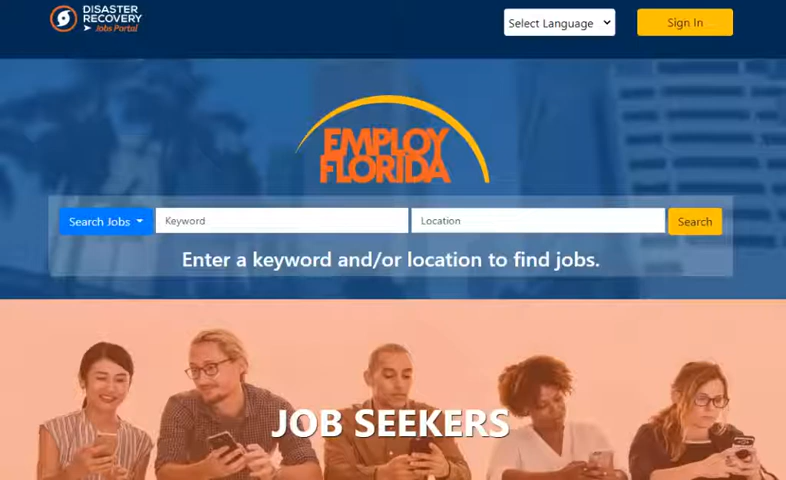 DISASTER
RECOVERY
Jobs Portal
Select Language
Sign In
EMPLOY
FLORIDA
Search Jobs
Keyword
Location
Search
Enter a keyword and/or location to find jobs.
JOB SEEKERS